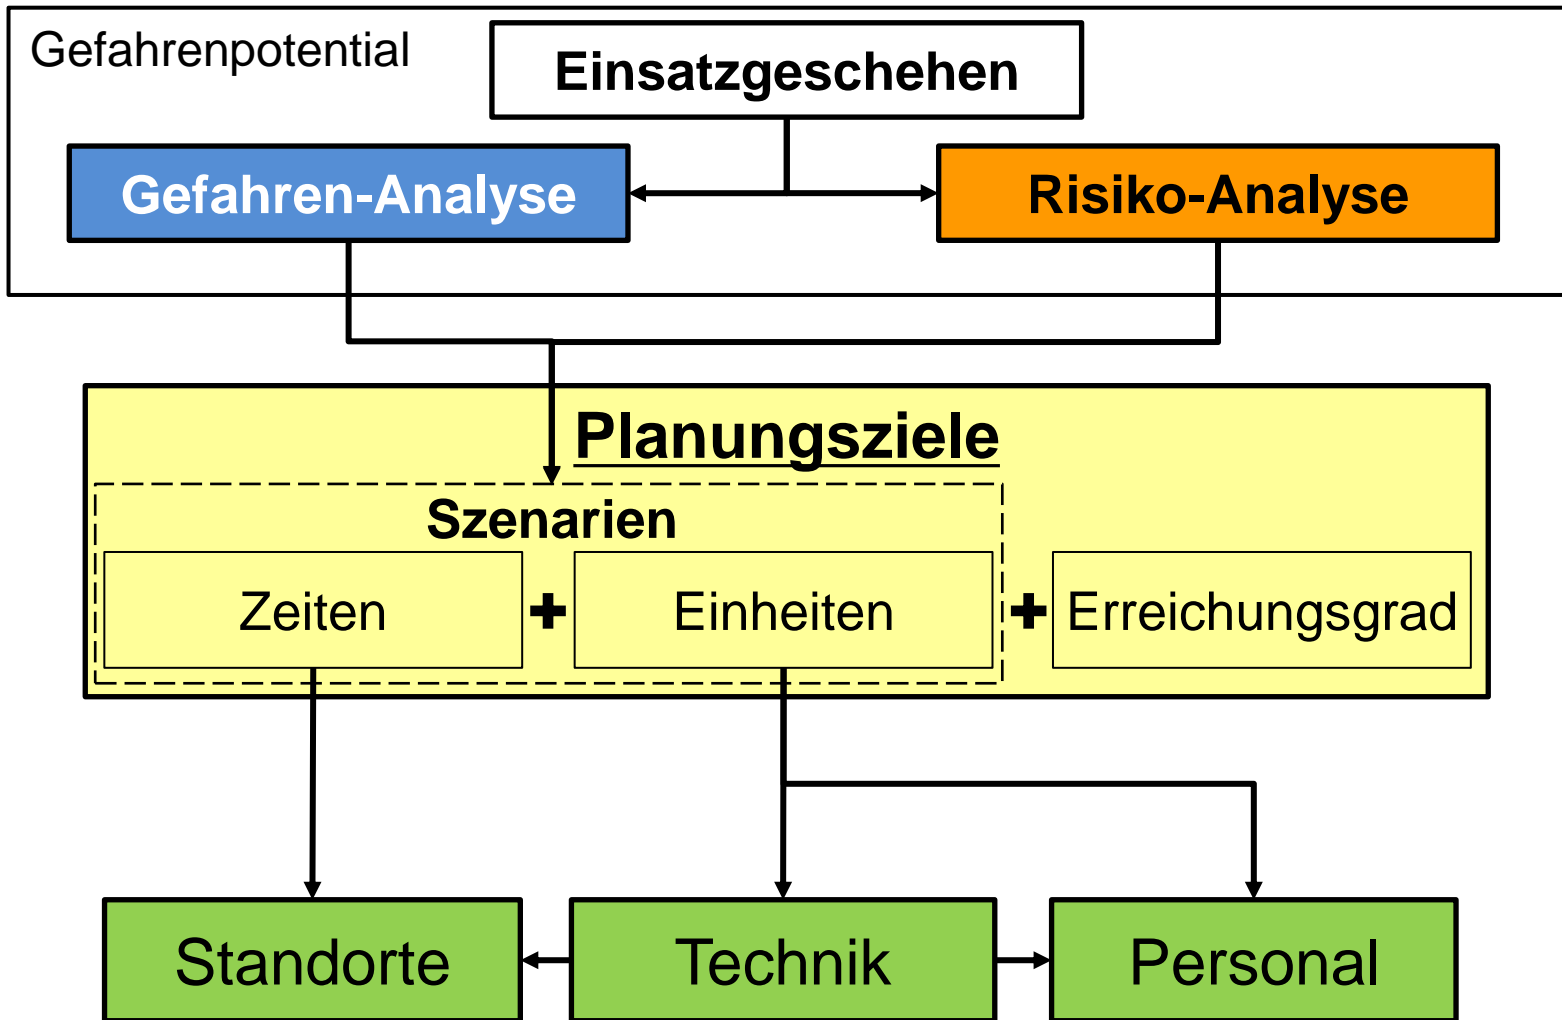 Gefahrenpotential
Einsatzgeschehen
Gefahren-Analyse
Risiko-Analyse
Planungsziele
Szenarien
Zeiten + Einheiten + Erreichungsgrad
Standorte
Technik
Personal